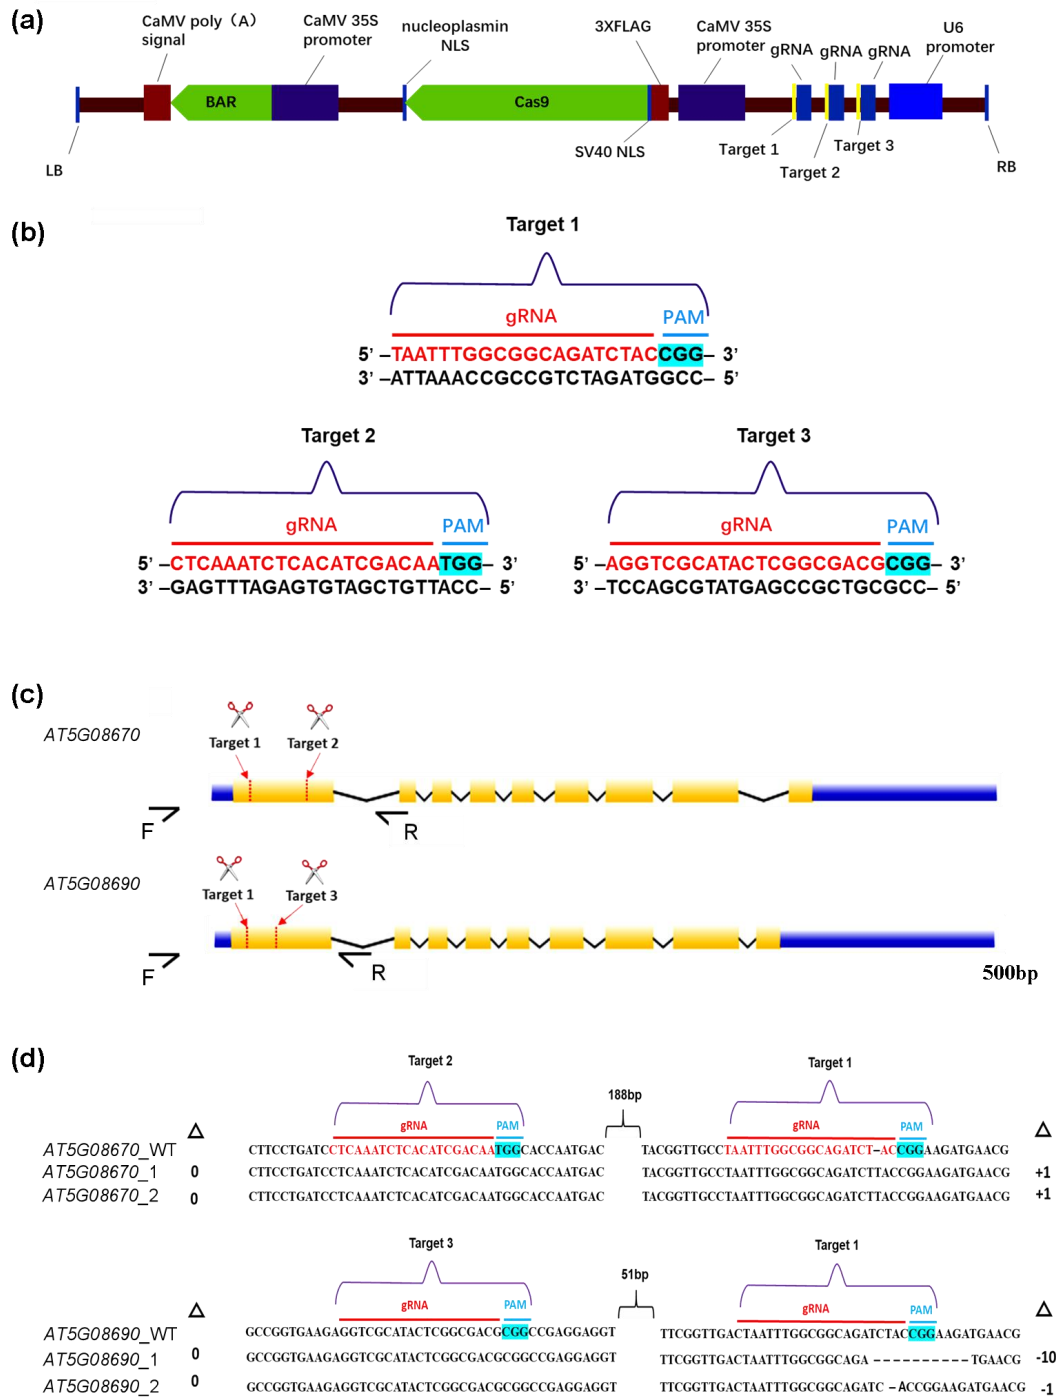 (a)
CaMV poly (A) signal
CaMV 35S promoter
nucleoplasmin NLS
3XFLAG
CaMV 35S promoter
gRNA
gRNA
gRNA
U6 promoter
BAR
Cas9
LB
SV40 NLS
Target 1
Target 2
Target 3
RB
(b)
Target 1
gRNA PAM
5' –TAATTTGGCGGCAGATCTACCGG– 3'
3' –ATTAAACCGCCGTCTAGATGGCC– 5'
Target 2
gRNA PAM
5' –CTCAAATCTCACATCGACAATGG– 3'
3' –GAGTTTAGAGTGTAGCTGTTACC– 5'
Target 3
gRNA PAM
5' –AGGTCGCATACTCGGCGACGCGG– 3'
3' –TCCAGCGTATGAGCCGCTGCGCC– 5'
(c)
AT5G08670
Target 1 Target 2
F R
AT5G08690
Target 1 Target 3
F R
500bp
(d)
Target 2 188bp Target 1
gRNA PAM gRNA PAM
Δ Δ
AT5G08670_WT CTTCCTGATCCTCAAATCTCACATCGACAATGGCACCAATGAC TACGGTTGCCTAATTTGGCGGCAGATCT–ACCGGAAGATGAACG
AT5G08670_1 0 CTTCCTGATCCTCAAATCTCACATCGACAATGGCACCAATGAC TACGGTTGCCTAATTTGGCGGCAGATCTTACCGGAAGATGAACG +1
AT5G08670_2 0 CTTCCTGATCCTCAAATCTCACATCGACAATGGCACCAATGAC TACGGTTGCCTAATTTGGCGGCAGATCTTACCGGAAGATGAACG +1
Target 3 51bp Target 1
gRNA PAM gRNA PAM
Δ Δ
AT5G08690_WT GCCGGTGAAGAGGTCGCATACTCGGCGACGCGGCCGAGGAGGT TTCGGTTGACTAATTTGGCGGCAGATCTACCGGAAGATGAACG
AT5G08690_1 0 GCCGGTGAAGAGGTCGCATACTCGGCGACGCGGCCGAGGAGGT TTCGGTTGACTAATTTGGCGGCAGA ----------TGAACG -10
AT5G08690_2 0 GCCGGTGAAGAGGTCGCATACTCGGCGACGCGGCCGAGGAGGT TTCGGTTGACTAATTTGGCGGCAGATC –ACCGGAAGATGAACG -1